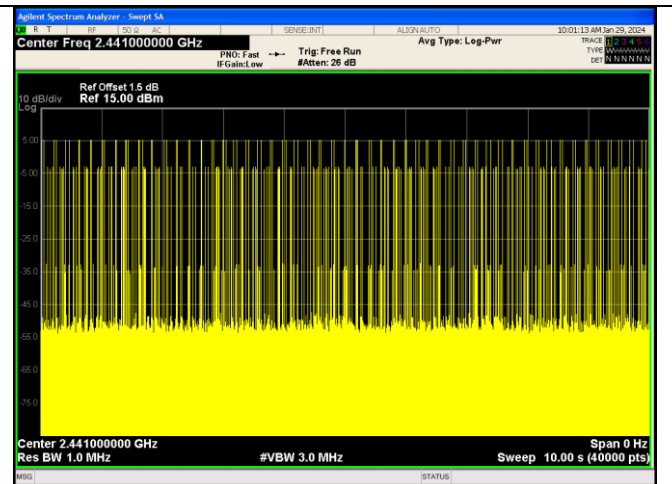 Agilent Spectrum Analyzer - Swept SA
R T RF 50 Ω AC SENSE:INT ALIGN AUTO 10:01:13 AM Jan 29, 2024
Center Freq 2.441000000 GHz
PNO: Fast
IFGain:Low
Trig: Free Run
#Atten: 26 dB
Avg Type: Log-Pwr
TRACE 1 2 3 4 5 6
TYPE
DET N N N N N N
Ref Offset 1.5 dB
10 dB/div Ref 15.00 dBm
Log
5.00
-5.00
-15.0
-25.0
-35.0
-45.0
-55.0
-65.0
-75.0
Center 2.441000000 GHz Span 0 Hz
Res BW 1.0 MHz #VBW 3.0 MHz Sweep 10.00 s (40000 pts)
MSG STATUS